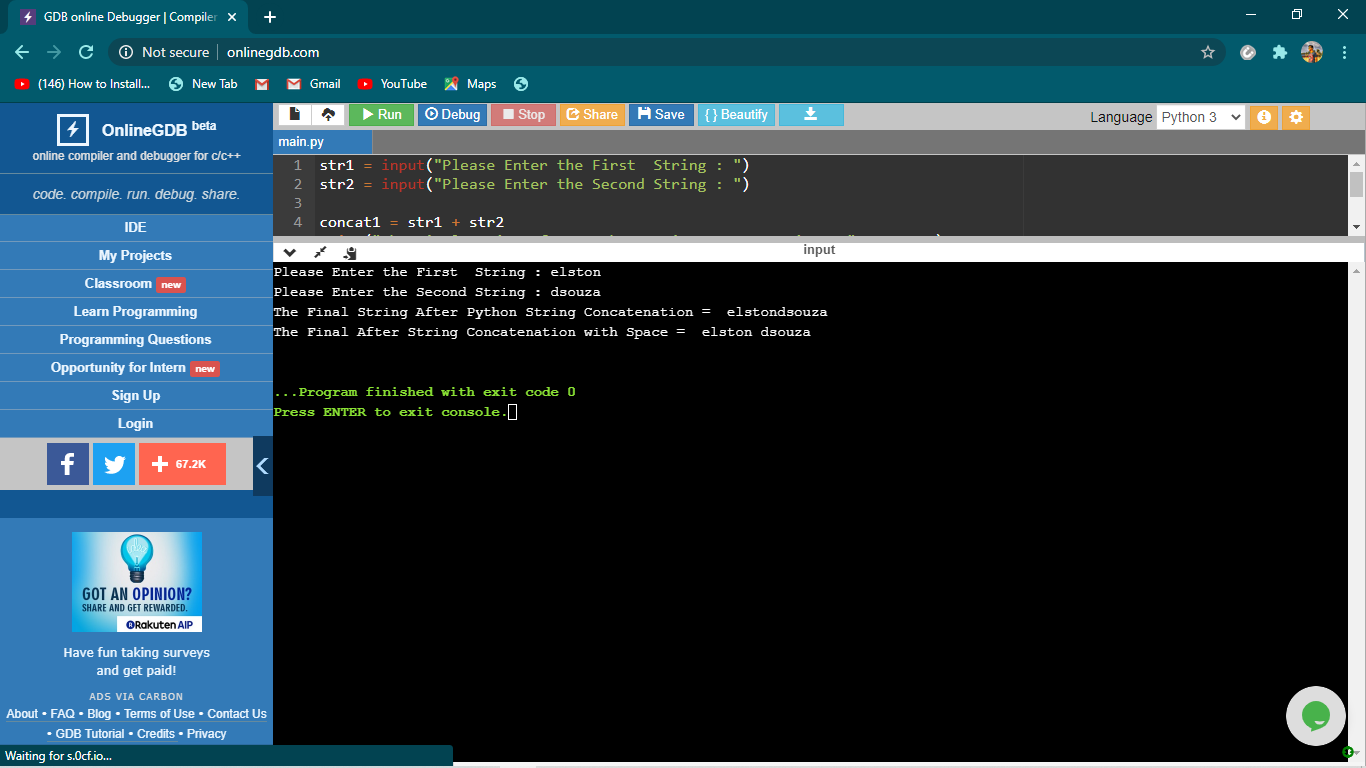 GDB online Debugger | Compiler
Not secure onlinegdb.com
(146) How to Install... New Tab Gmail YouTube Maps
OnlineGDB beta
online compiler and debugger for c/c++
code. compile. run. debug. share.
IDE
My Projects
Classroom new
Learn Programming
Programming Questions
Opportunity for Intern new
Sign Up
Login
f + 67.2K
GOT AN OPINION?
SHARE AND GET REWARDED.
Rakuten AIP
Have fun taking surveys
and get paid!
ADS VIA CARBON
About • FAQ • Blog • Terms of Use • Contact Us
• GDB Tutorial • Credits • Privacy
Waiting for s.0cf.io...
Run Debug Stop Share Save { } Beautify Language Python 3
main.py
1 str1 = input("Please Enter the First  String : ")
2 str2 = input("Please Enter the Second String : ")
3
4 concat1 = str1 + str2
input
Please Enter the First  String : elston
Please Enter the Second String : dsouza
The Final String After Python String Concatenation =  elstondsouza
The Final After String Concatenation with Space =  elston dsouza
...Program finished with exit code 0
Press ENTER to exit console.